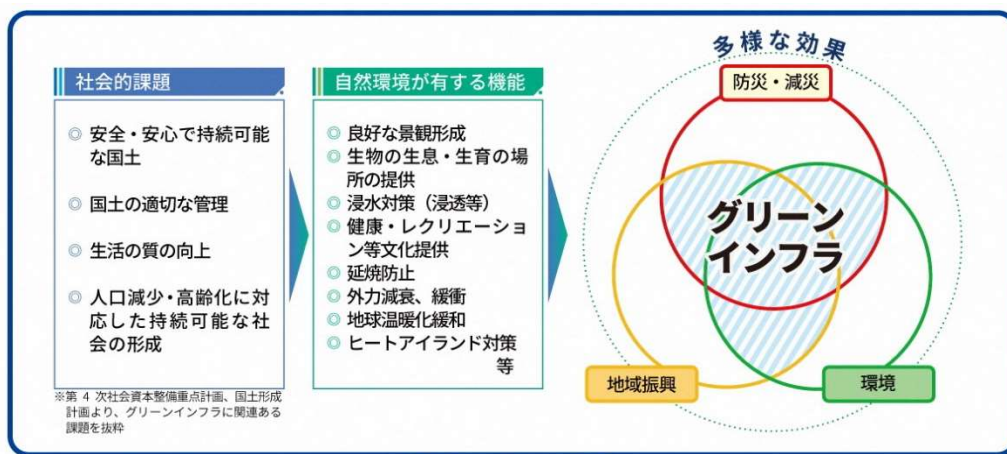 社会的課題
◎ 安全・安心で持続可能
な国土
◎ 国土の適切な管理
◎ 生活の質の向上
◎ 人口減少・高齢化に対
応した持続可能な社
会の形成
※第 4 次社会資本整備重点計画、国土形成
計画より、グリーンインフラに関連ある
課題を抜粋
自然環境が有する機能
◎ 良好な景観形成
◎ 生物の生息・生育の場
所の提供
◎ 浸水対策（浸透等）
◎ 健康・レクリエーショ
ン等文化提供
◎ 延焼防止
◎ 外力減衰、緩衝
◎ 地球温暖化緩和
◎ ヒートアイランド対策
等
多様な効果
防災・減災
グリーン
インフラ
地域振興
環境